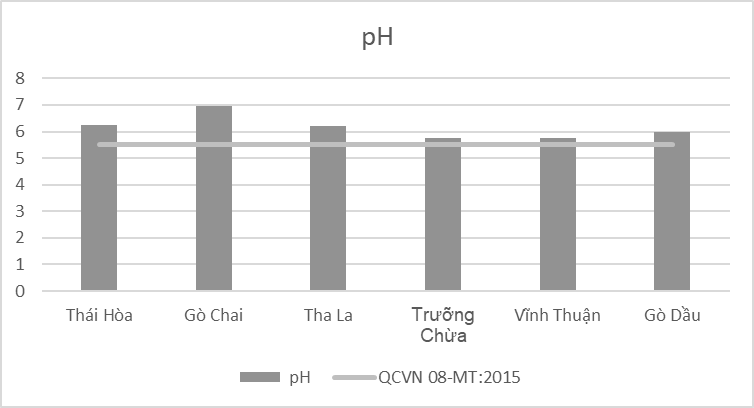 pH
8
7
6
5
4
3
2
1
0
Thái Hòa
Gò Chai
Tha La
Trưỡng
Chừa
Vĩnh Thuận
Gò Dầu
pH
QCVN 08-MT:2015